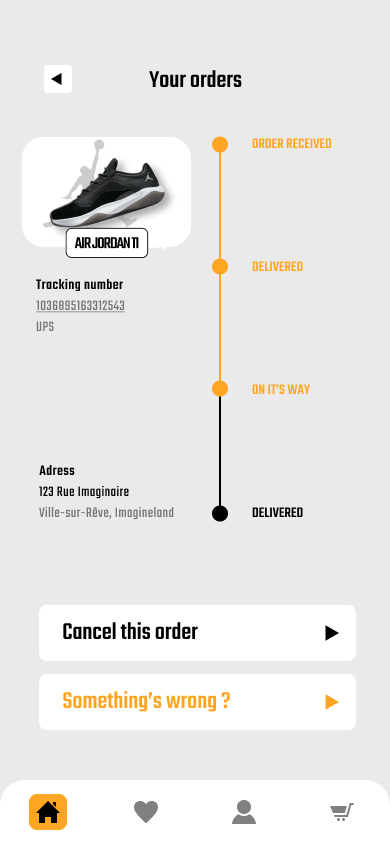 Your orders
AIR JORDAN 11
Tracking number
1036895163312543
UPS
ORDER RECEIVED
DELIVERED
ON IT'S WAY
DELIVERED
Adress
123 Rue Imaginaire
Ville-sur-Rêve, Imagineland
Cancel this order
Something's wrong ?